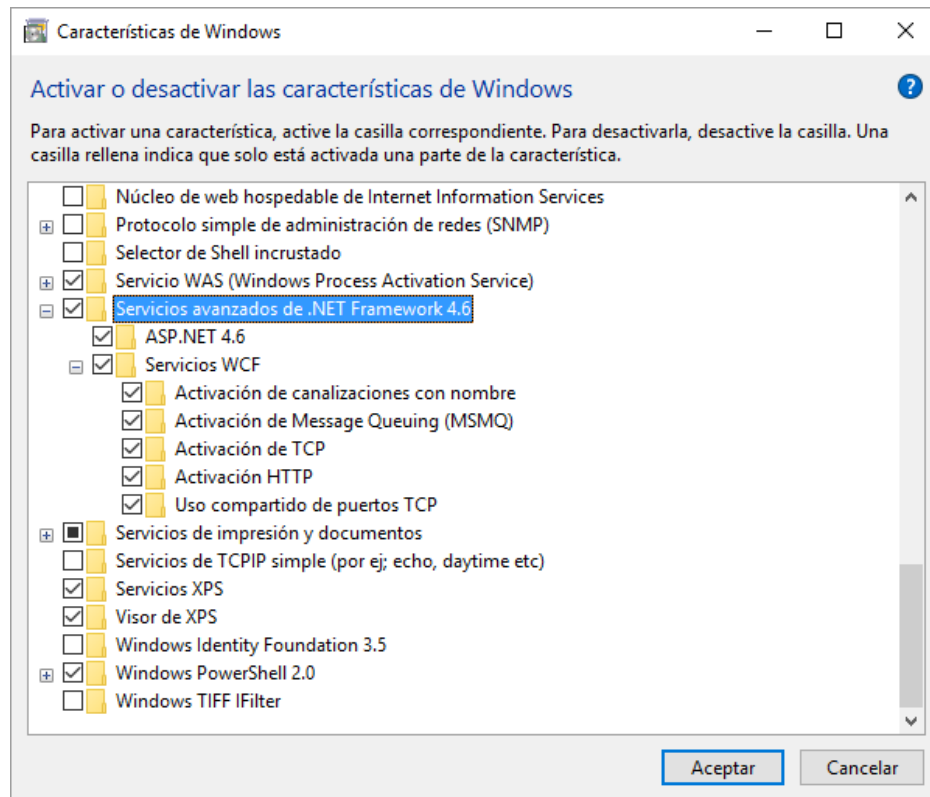 Características de Windows
Activar o desactivar las características de Windows
Para activar una característica, active la casilla correspondiente. Para desactivarla, desactive la casilla. Una
casilla rellena indica que solo está activada una parte de la característica.
Núcleo de web hospedable de Internet Information Services
Protocolo simple de administración de redes (SNMP)
Selector de Shell incrustado
Servicio WAS (Windows Process Activation Service)
Servicios avanzados de .NET Framework 4.6
ASP.NET 4.6
Servicios WCF
Activación de canalizaciones con nombre
Activación de Message Queuing (MSMQ)
Activación de TCP
Activación HTTP
Uso compartido de puertos TCP
Servicios de impresión y documentos
Servicios de TCPIP simple (por ej; echo, daytime etc)
Servicios XPS
Visor de XPS
Windows Identity Foundation 3.5
Windows PowerShell 2.0
Windows TIFF IFilter
Aceptar
Cancelar